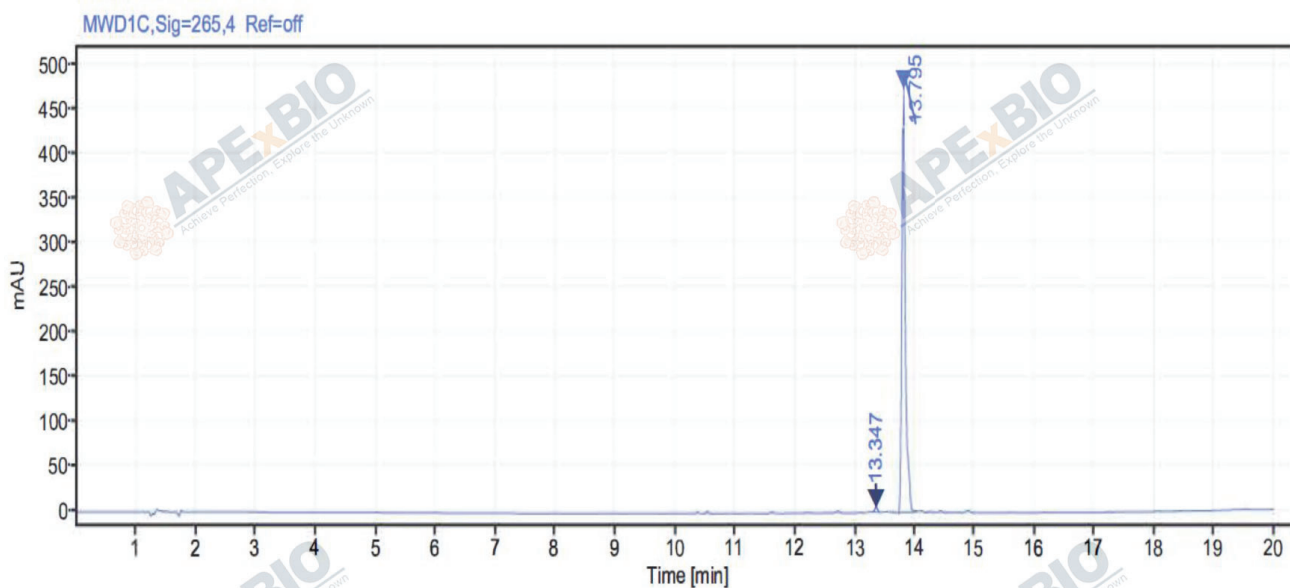 MWD1C,Sig=265,4 Ref=off
500
450
400
350
300
250
200
150
100
50
0
mAU
13.347
13.795
1 2 3 4 5 6 7 8 9 10 11 12 13 14 15 16 17 18 19 20
Time [min]
APExBIO
Achieve Perfection, Explore the Unknown
APExBIO
Achieve Perfection, Explore the Unknown